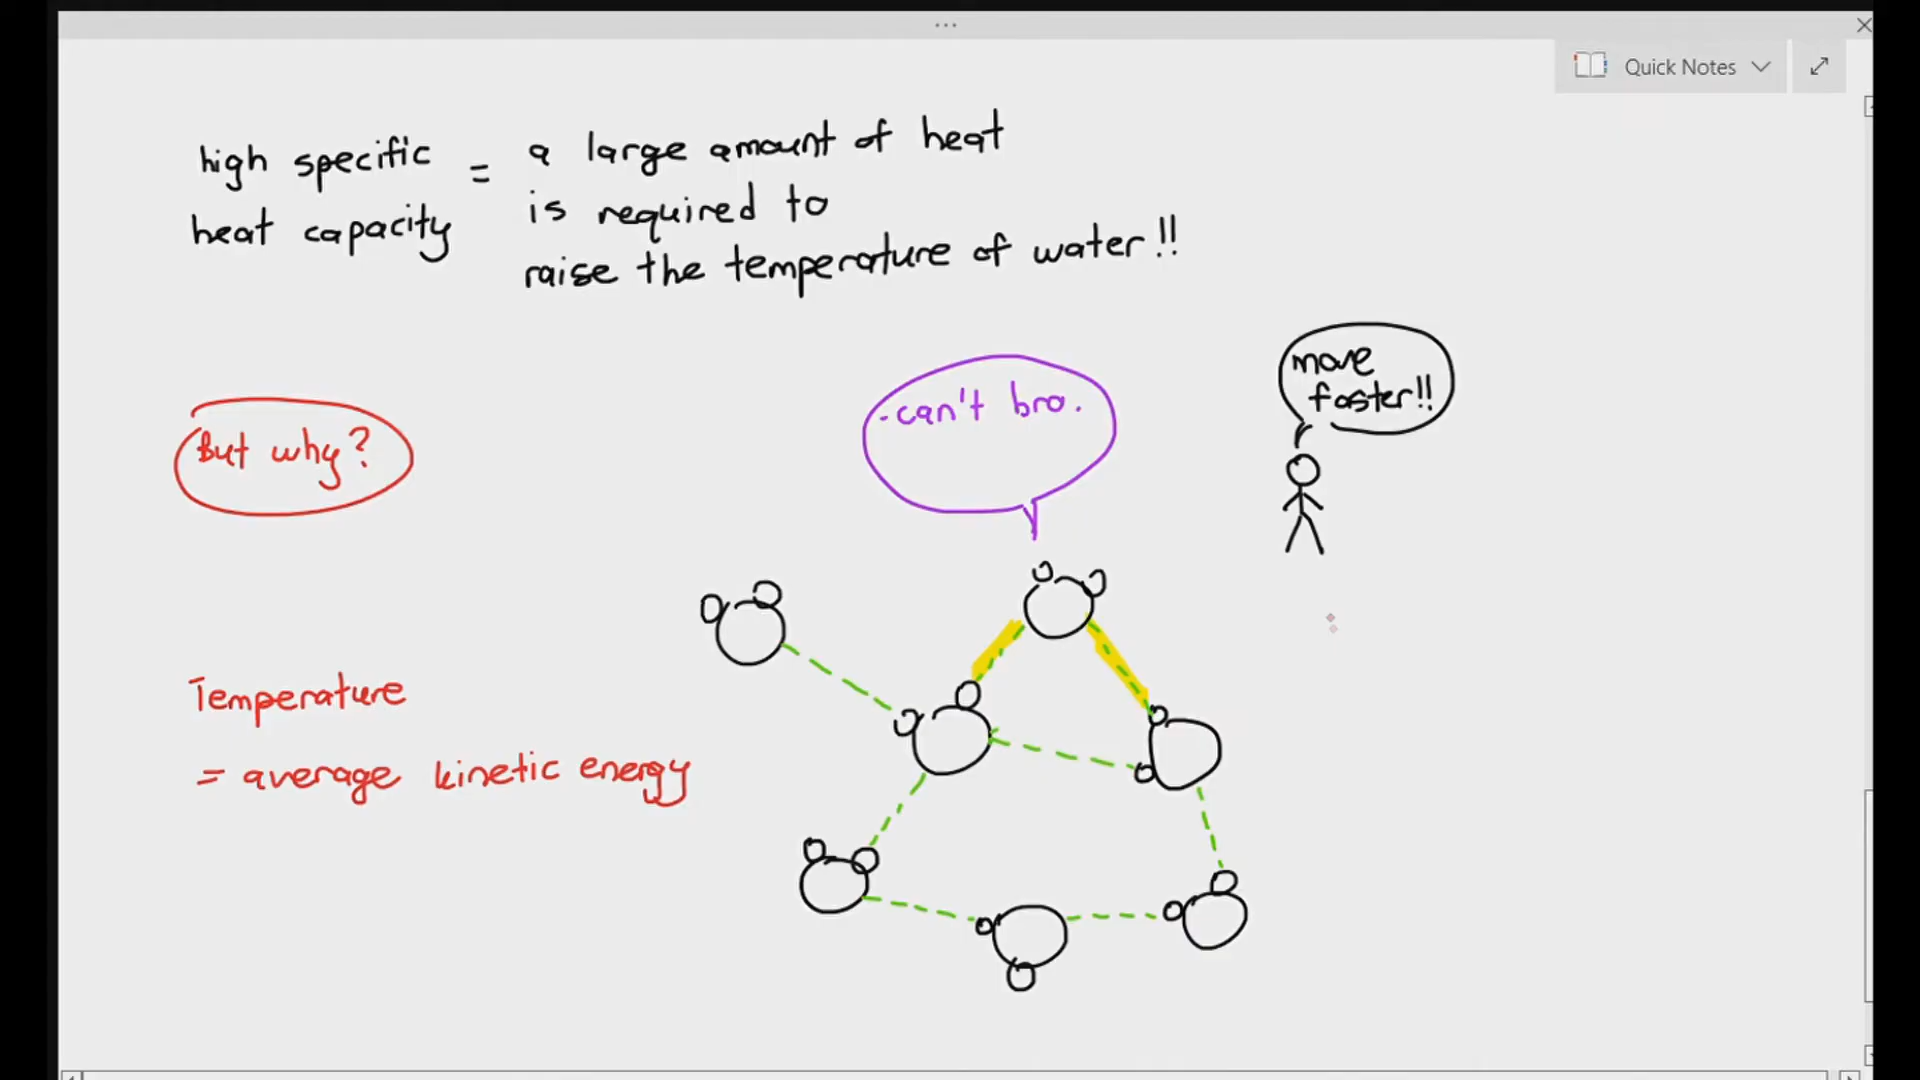 Quick Notes
high specific
heat capacity
=
a large amount of heat
is required to
raise the temperature of water!!
But why?
-can't bro.
move
faster!!
Temperature
= average kinetic energy